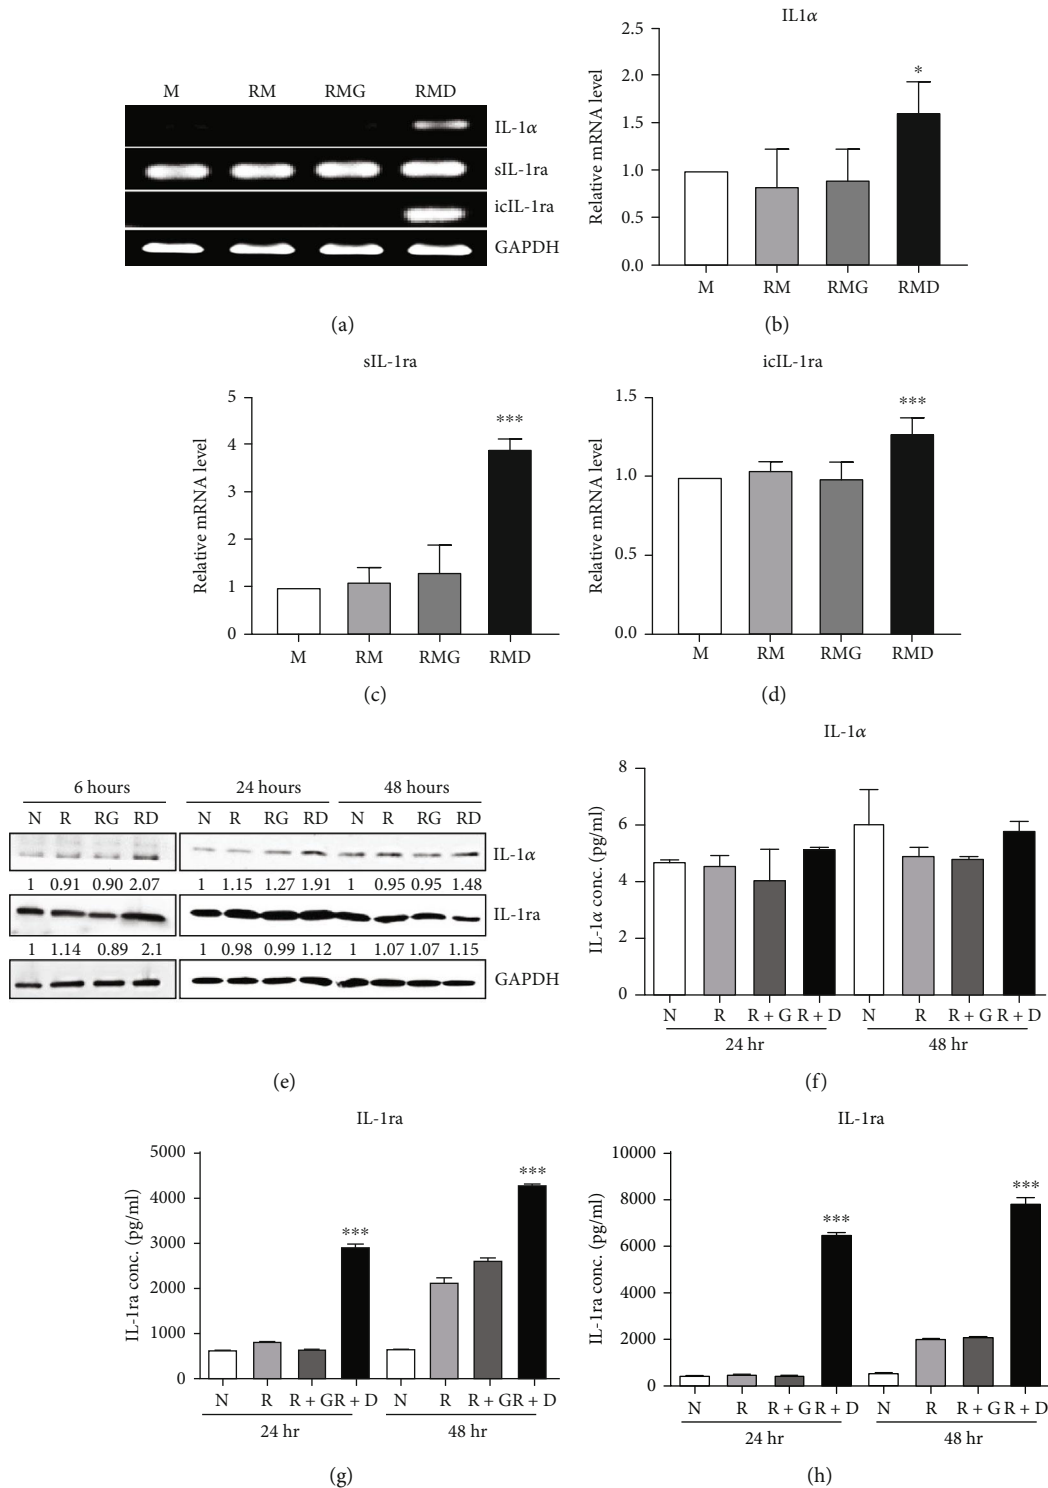 M RM RMG RMD
IL-1α
sIL-1ra
icIL-1ra
GAPDH
(a)
IL1α
Relative mRNA level
2.5
2.0
1.5
1.0
0.5
0.0
*
M RM RMG RMD
(b)
sIL-1ra
Relative mRNA level
5
4
3
2
1
0
***
M RM RMG RMD
(c)
icIL-1ra
Relative mRNA level
1.5
1.0
0.5
0.0
***
M RM RMG RMD
(d)
6 hours 24 hours 48 hours
N R RG RD N R RG RD N R RG RD
IL-1α
1 0.91 0.90 2.07 1 1.15 1.27 1.91 1 0.95 0.95 1.48
IL-1ra
1 1.14 0.89 2.1 1 0.98 0.99 1.12 1 1.07 1.07 1.15
GAPDH
(e)
IL-1α
IL-1α conc. (pg/ml)
8
6
4
2
0
N R R + G R + D N R R + G R + D
24 hr 48 hr
(f)
IL-1ra
IL-1ra conc. (pg/ml)
5000
4000
3000
2000
1000
0
*** ***
N R R + G R + D N R R + G R + D
24 hr 48 hr
(g)
IL-1ra
IL-1ra conc. (pg/ml)
10000
8000
6000
4000
2000
0
*** ***
N R R + G R + D N R R + G R + D
24 hr 48 hr
(h)